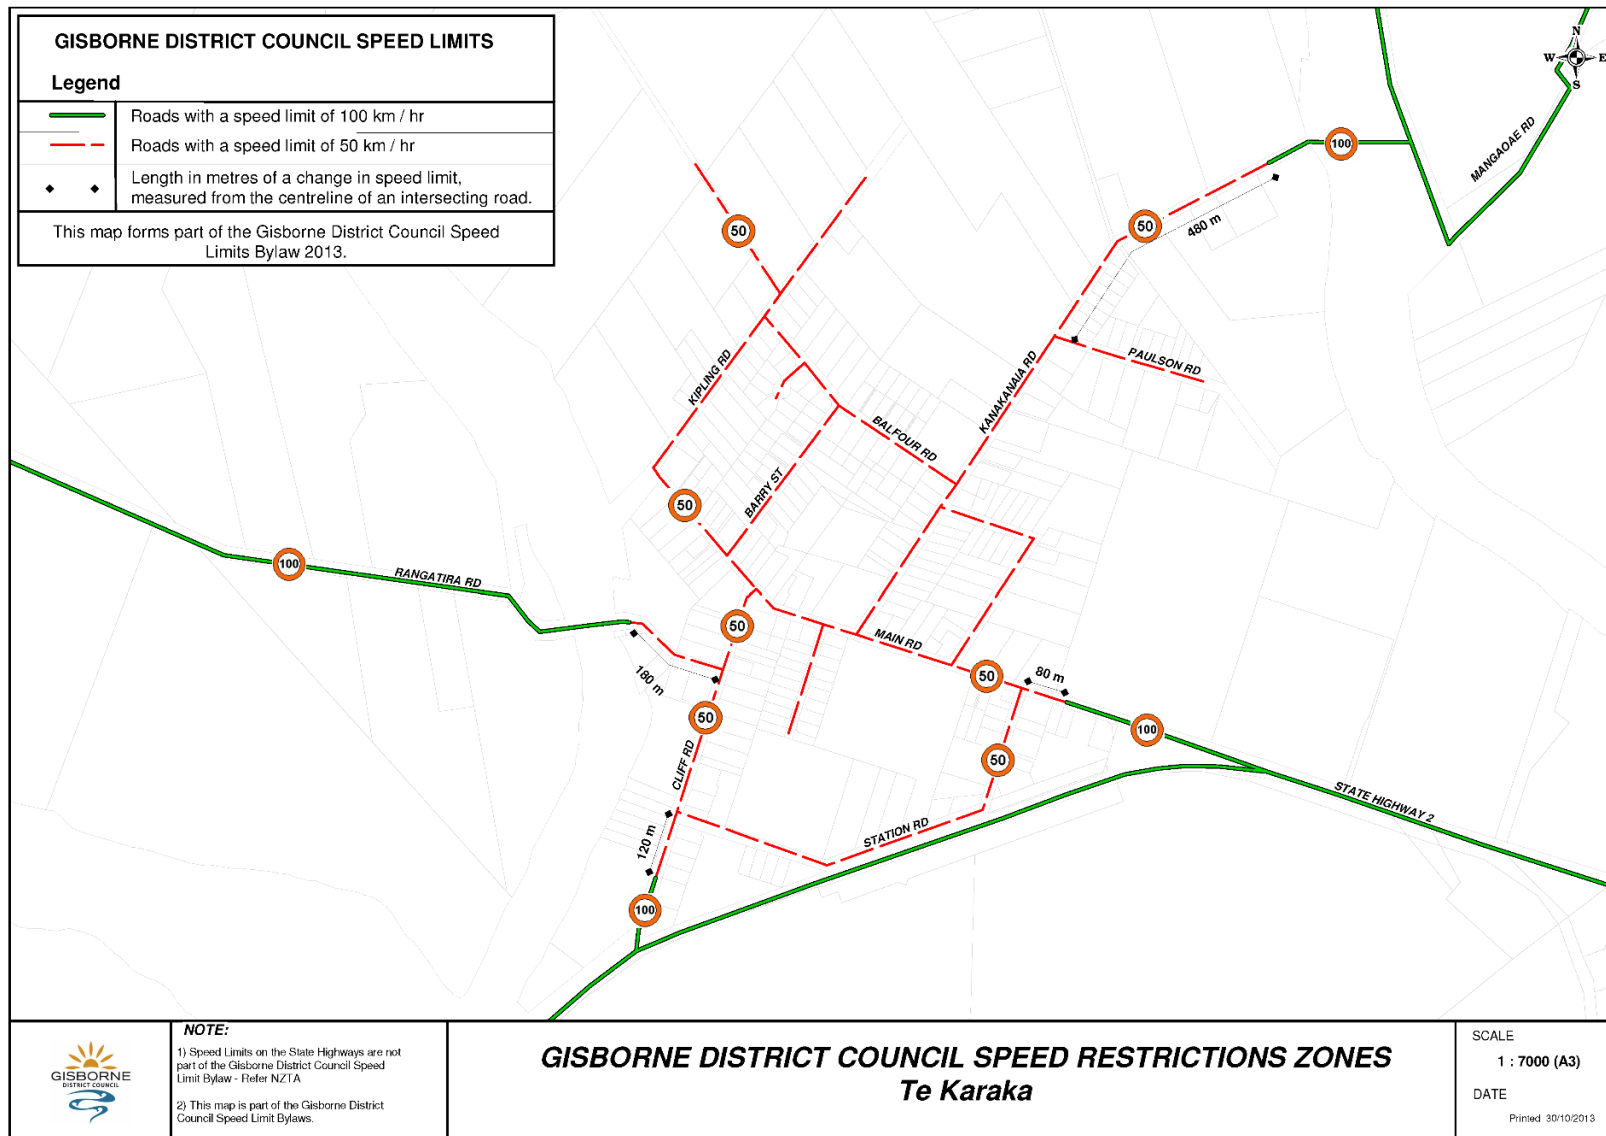 GISBORNE DISTRICT COUNCIL SPEED LIMITS
Legend
Roads with a speed limit of 100 km / hr
Roads with a speed limit of 50 km / hr
Length in metres of a change in speed limit,
measured from the centreline of an intersecting road.
This map forms part of the Gisborne District Council Speed
Limits Bylaw 2013.
N
W
E
S
100
MANGAOAE RD
50
480 m
50
KIPLING RD
PAULSON RD
KANAKANAIA RD
BALFOUR RD
BARRY ST
50
100
RANGATIRA RD
50
MAIN RD
180 m
50
80 m
50
100
CLIFF RD
50
STATE HIGHWAY 2
STATION RD
120 m
100
GISBORNE
DISTRICT COUNCIL
NOTE:
1) Speed Limits on the State Highways are not
part of the Gisborne District Council Speed
Limit Bylaw - Refer NZTA
2) This map is part of the Gisborne District
Council Speed Limit Bylaws.
GISBORNE DISTRICT COUNCIL SPEED RESTRICTIONS ZONES
Te Karaka
SCALE
1 : 7000 (A3)
DATE
Printed 30/10/2013